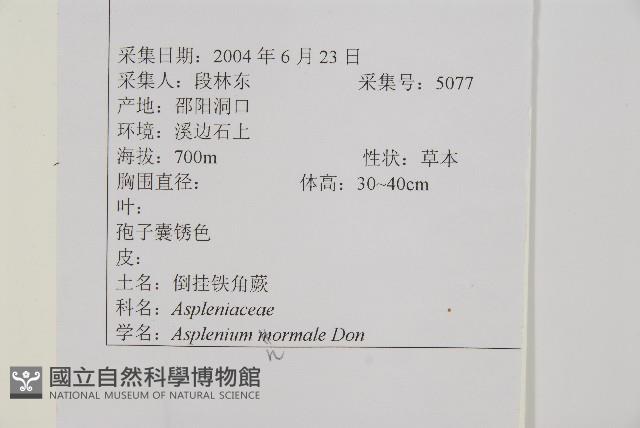 采集日期：2004 年 6 月 23 日
采集人：段林东 采集号：5077
产地：邵阳洞口
环境：溪边石上
海拔：700m 性状：草本
胸围直径： 体高：30~40cm
叶：
孢子囊锈色
皮：
土名：倒挂铁角蕨
科名：Aspleniaceae
学名：Asplenium mormale Don
n
國立自然科學博物館
NATIONAL MUSEUM OF NATURAL SCIENCE